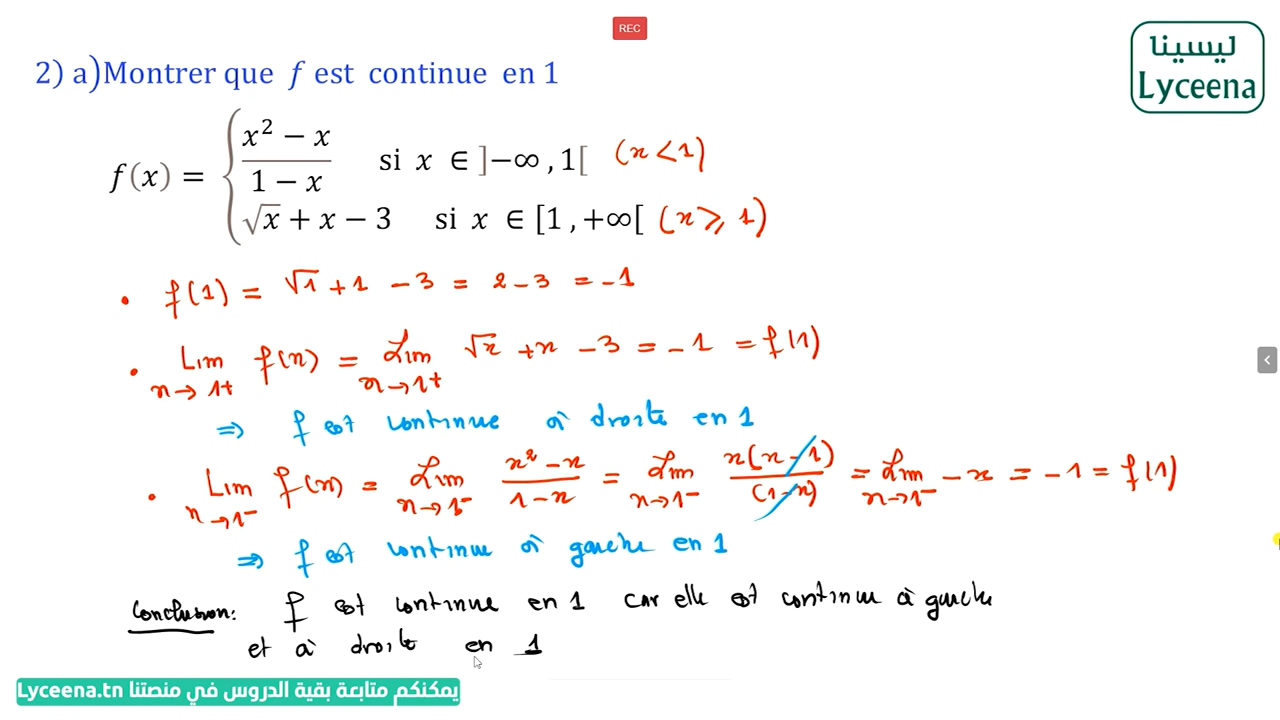 REC
ليسينا
Lyceena
2) a)Montrer que f est continue en 1
f(x) = { (x² − x)/(1 − x) si x ∈ ]−∞ ,1[ (x < 1)
√x + x − 3 si x ∈ [1 ,+∞[ (x ⩾ 1)
• f(1) = √1 + 1 − 3 = 2 − 3 = −1
• Lim x→1+ f(x) = Lim x→1+ √x + x − 3 = −1 = f(1)
⇒ f est continue à droite en 1
• Lim x→1⁻ f(x) = Lim x→1⁻ (x² − x)/(1 − x) = Lim x→1⁻ x(x − 1)/(1 − x) = Lim x→1⁻ −x = −1 = f(1)
⇒ f est continue à gauche en 1
Conclusion: f est continue en 1 car elle est continue à gauche
et à droite en 1
يمكنكم متابعة بقية الدروس في منصتنا Lyceena.tn